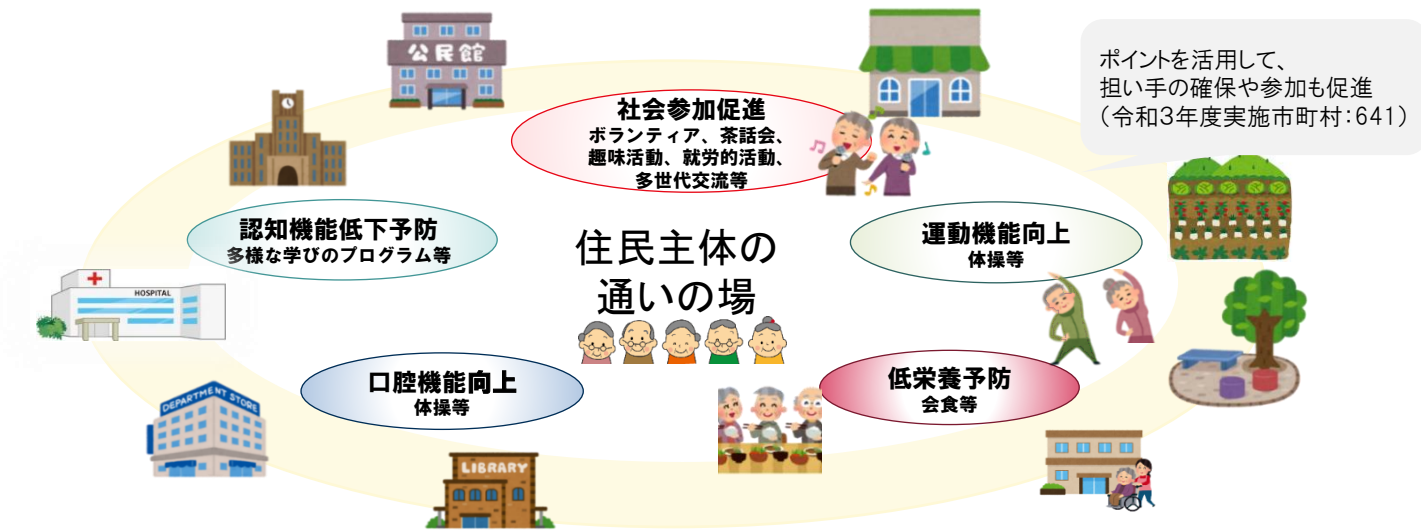 公民館
ポイントを活用して、
担い手の確保や参加も促進
（令和3年度実施市町村：641）
社会参加促進
ボランティア、茶話会、
趣味活動、就労的活動、
多世代交流等
認知機能低下予防
多様な学びのプログラム等
運動機能向上
体操等
住民主体の
通いの場
HOSPITAL
口腔機能向上
体操等
低栄養予防
会食等
DEPARTMENT STORE
LIBRARY